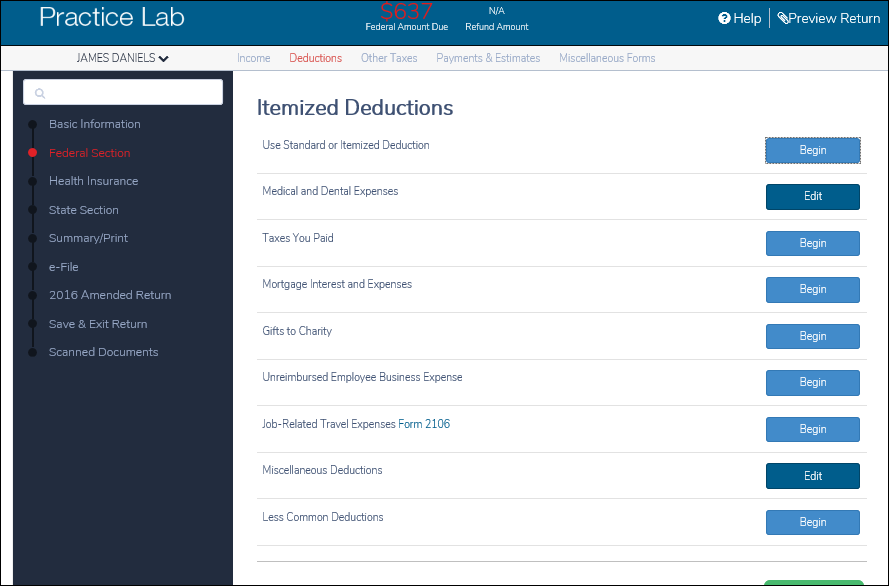 Practice Lab
$637
Federal Amount Due
N/A
Refund Amount
Help
Preview Return
JAMES DANIELS
Income
Deductions
Other Taxes
Payments & Estimates
Miscellaneous Forms
Basic Information
Federal Section
Health Insurance
State Section
Summary/Print
e-File
2016 Amended Return
Save & Exit Return
Scanned Documents
Itemized Deductions
Use Standard or Itemized Deduction
Begin
Medical and Dental Expenses
Edit
Taxes You Paid
Begin
Mortgage Interest and Expenses
Begin
Gifts to Charity
Begin
Unreimbursed Employee Business Expense
Begin
Job-Related Travel Expenses Form 2106
Begin
Miscellaneous Deductions
Edit
Less Common Deductions
Begin